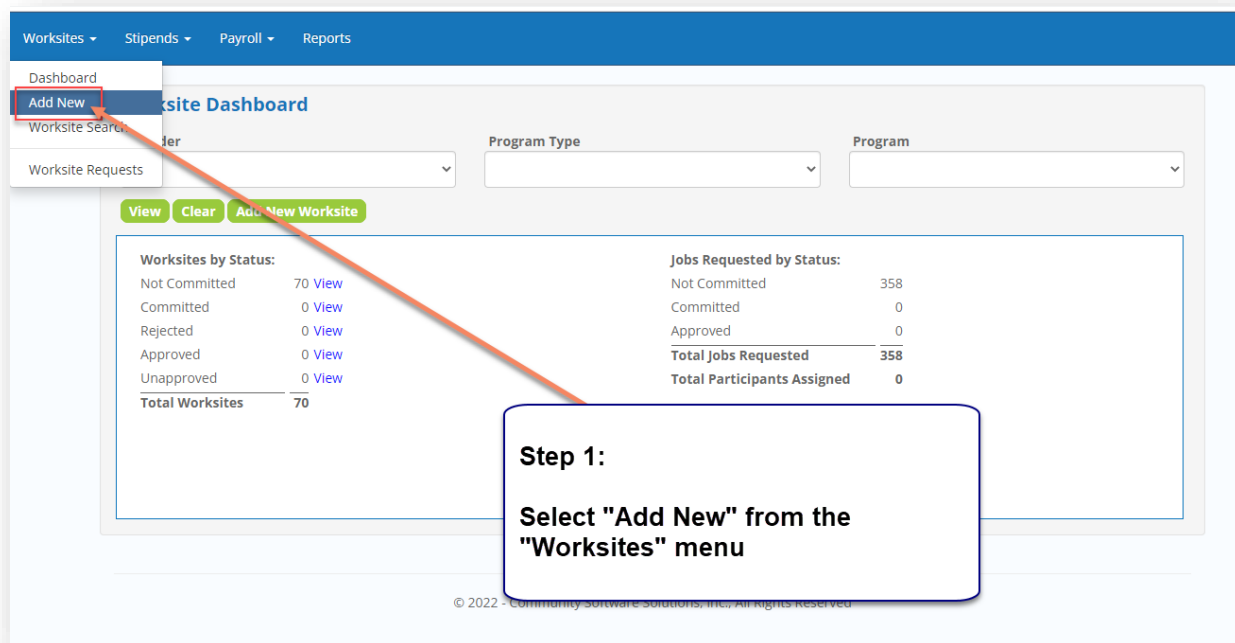 Worksites Stipends Payroll Reports
Dashboard
Add New
Worksite Search
Worksite Requests
Dashboard
Program Type
Program
View Clear Add New Worksite
Worksites by Status:
Not Committed 70 View
Committed 0 View
Rejected 0 View
Approved 0 View
Unapproved 0 View
Total Worksites 70
Jobs Requested by Status:
Not Committed 358
Committed 0
Approved 0
Total Jobs Requested 358
Total Participants Assigned 0
Step 1:
Select "Add New" from the
"Worksites" menu
© 2022 - Community Software Solutions, Inc., All Rights Reserved